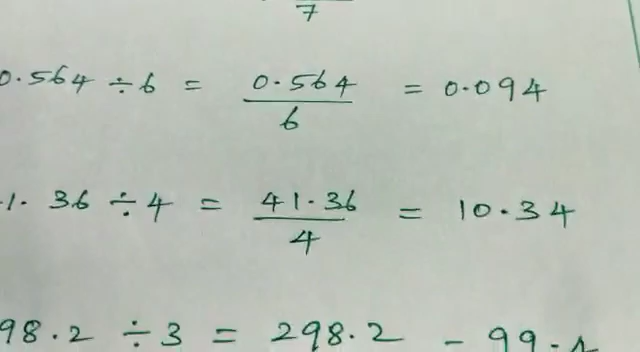 7
0.564 ÷ 6 = 0.564 / 6 = 0.094
1.36 ÷ 4 = 41.36 / 4 = 10.34
98.2 ÷ 3 = 298.2 - 99.4